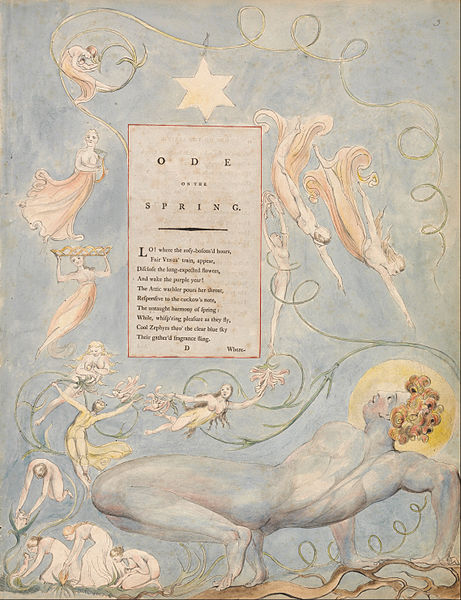 3
ODE
ON THE
SPRING.
LO! where the rosy-bosom'd hours,
Fair Venus' train, appear,
Disclose the long-expected flowers,
And wake the purple year!
The Attic warbler pours her throat,
Responsive to the cuckow's note,
The untaught harmony of spring:
While, whisp'ring pleasure as they fly,
Cool Zephyrs thro' the clear blue sky
Their gather'd fragrance fling.
D Where-